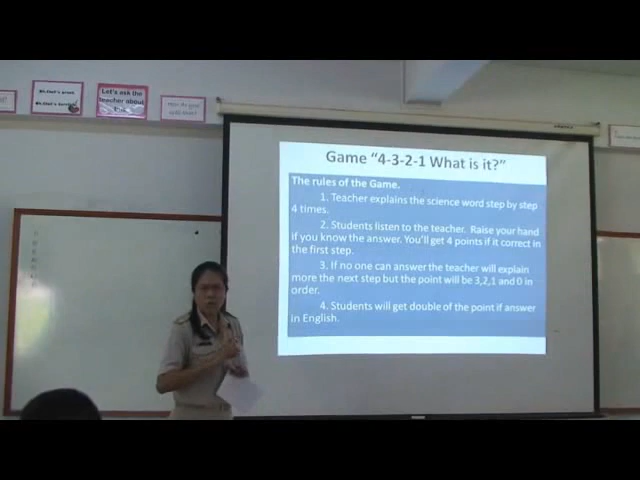 Let's ask the
teacher about
Game "4-3-2-1 What is it?"
The rules of the Game.
1. Teacher explains the science word step by step
4 times.
2. Students listen to the teacher. Raise your hand
if you know the answer. You'll get 4 points if it correct in
the first step.
3. If no one can answer the teacher will explain
more the next step but the point will be 3,2,1 and 0 in
order.
4. Students will get double of the point if answer
in English.